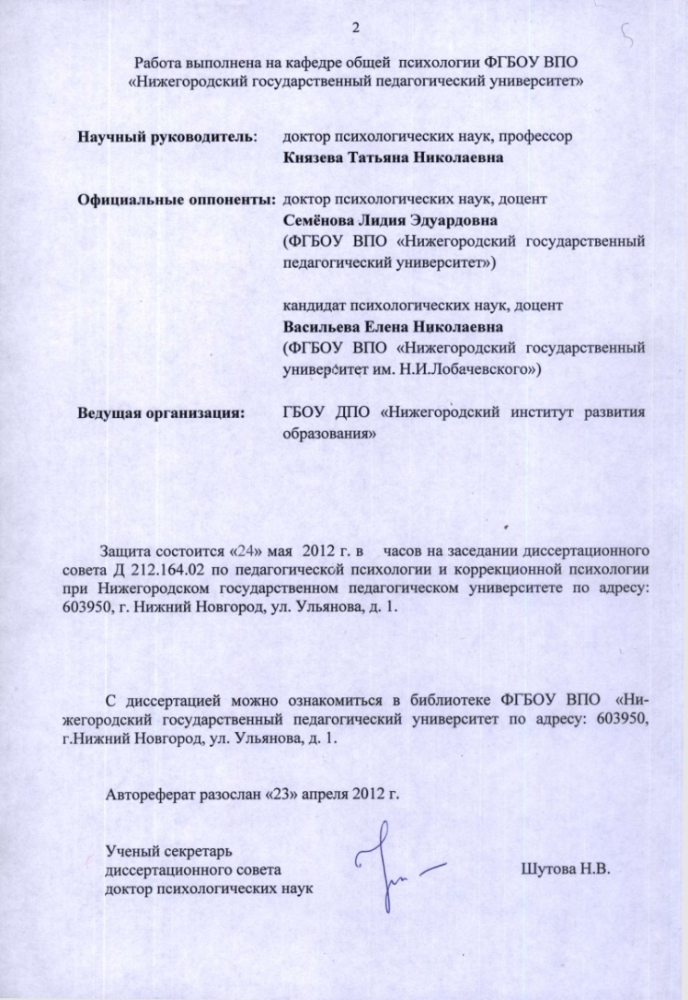 2
Работа выполнена на кафедре общей психологии ФГБОУ ВПО
«Нижегородский государственный педагогический университет»
Научный руководитель: доктор психологических наук, профессор
Князева Татьяна Николаевна
Официальные оппоненты: доктор психологических наук, доцент
Семёнова Лидия Эдуардовна
(ФГБОУ ВПО «Нижегородский государственный
педагогический университет»)
кандидат психологических наук, доцент
Васильева Елена Николаевна
(ФГБОУ ВПО «Нижегородский государственный
университет им. Н.И.Лобачевского»)
Ведущая организация: ГБОУ ДПО «Нижегородский институт развития
образования»
Защита состоится «24» мая 2012 г. в часов на заседании диссертационного
совета Д 212.164.02 по педагогической психологии и коррекционной психологии
при Нижегородском государственном педагогическом университете по адресу:
603950, г. Нижний Новгород, ул. Ульянова, д. 1.
С диссертацией можно ознакомиться в библиотеке ФГБОУ ВПО «Ни-
жегородский государственный педагогический университет по адресу: 603950,
г.Нижний Новгород, ул. Ульянова, д. 1.
Автореферат разослан «23» апреля 2012 г.
Ученый секретарь
диссертационного совета Шутова Н.В.
доктор психологических наук